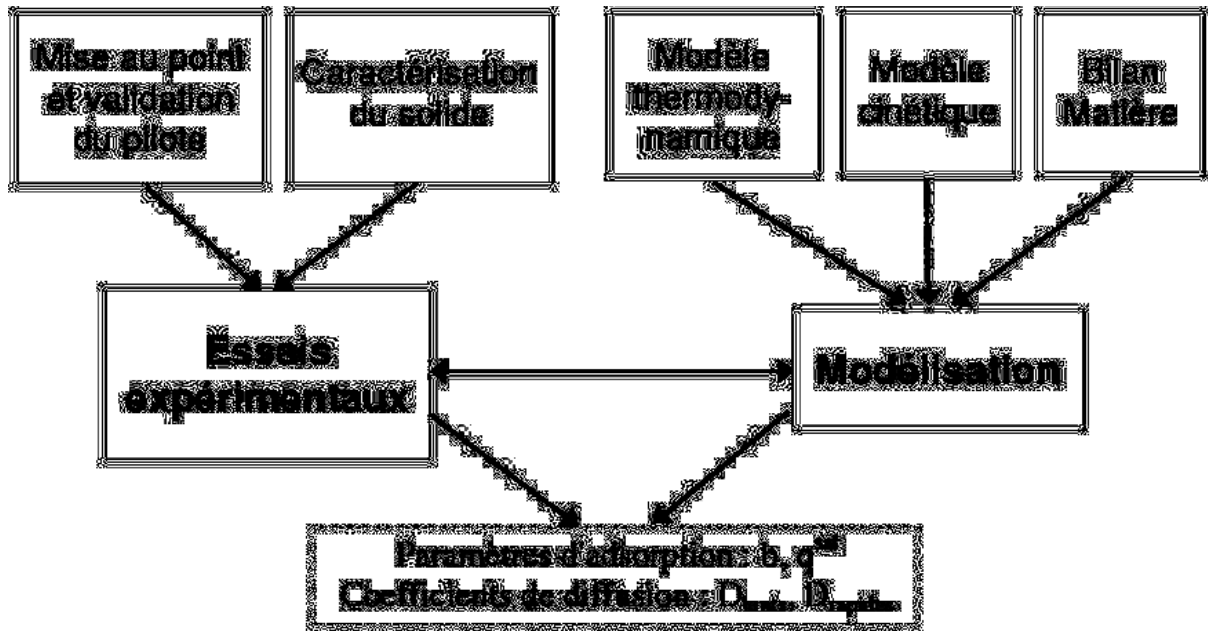 Mise au point
et validation
du pilote
Caractérisation
du solide
Modèle
thermody-
namique
Modèle
cinétique
Bilan
Matière
Essais
expérimentaux
Modélisation
Paramètres d'adsorption : b, q
Coefficients de diffusion : D